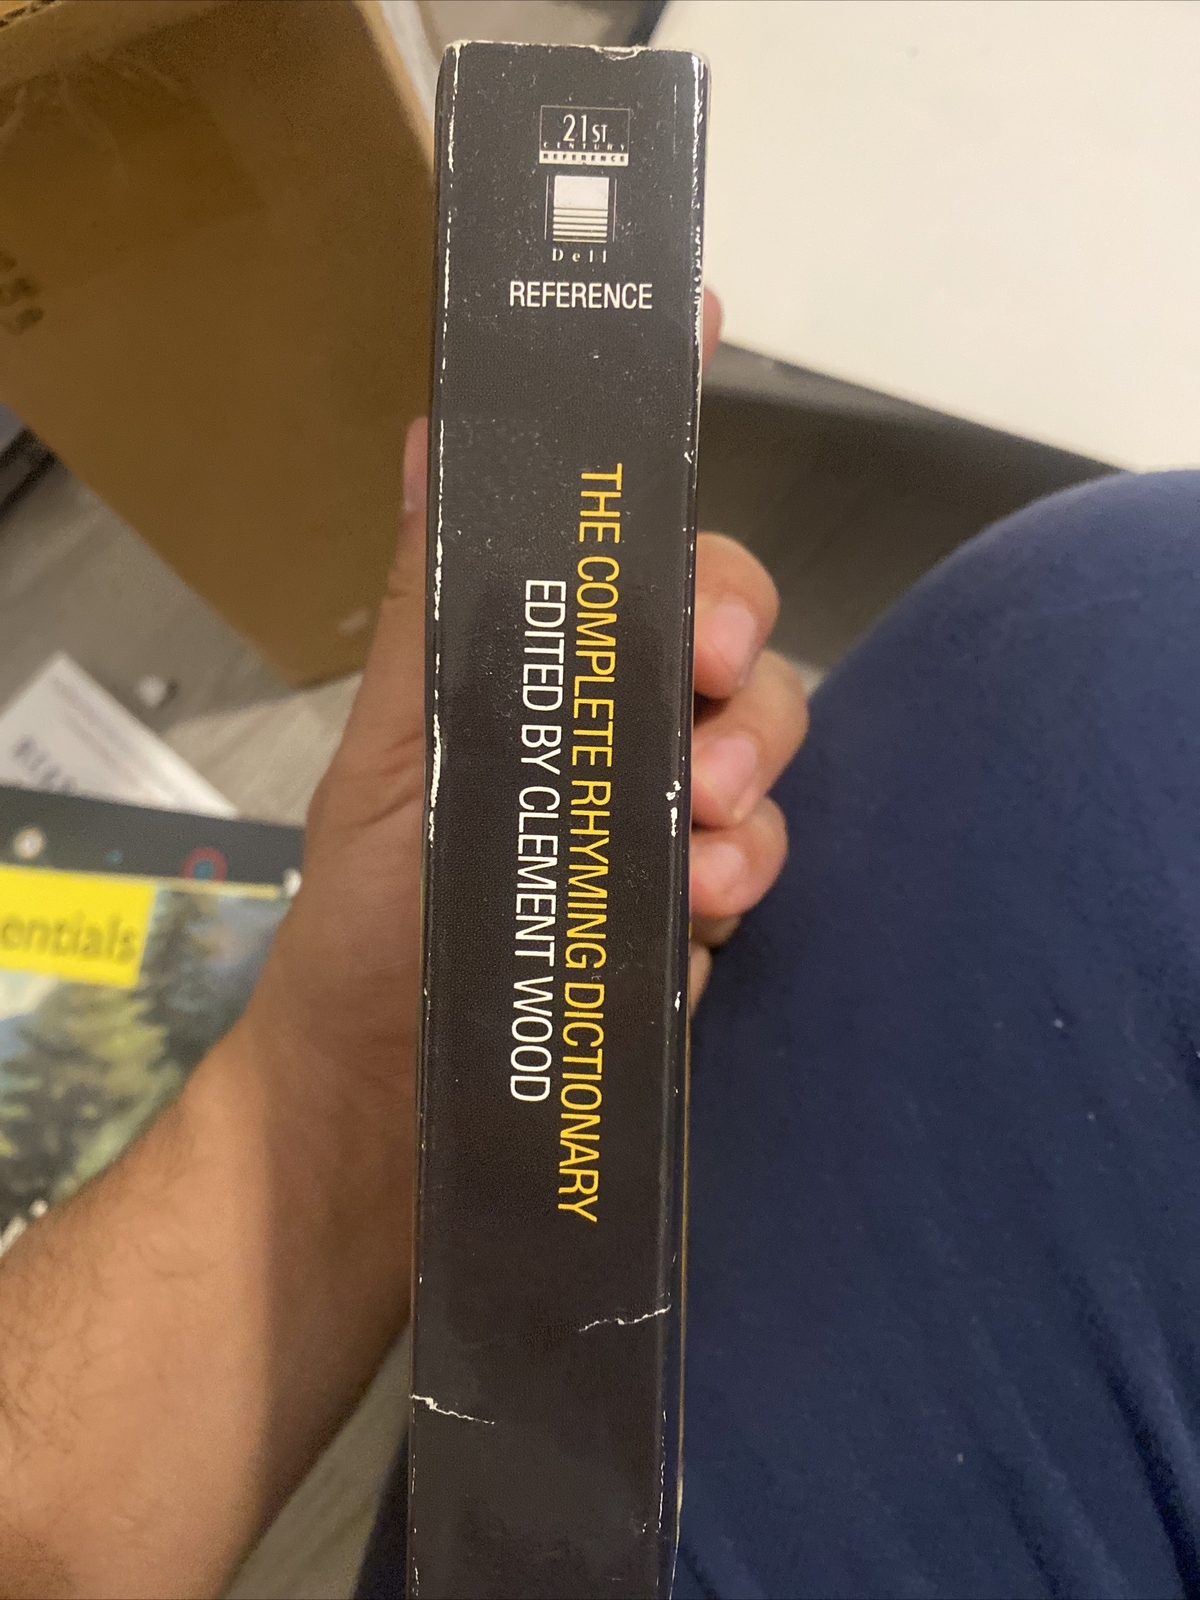 21ST
CENTURY
REFERENCE
Dell
REFERENCE
THE COMPLETE RHYMING DICTIONARY
EDITED BY CLEMENT WOOD
entials